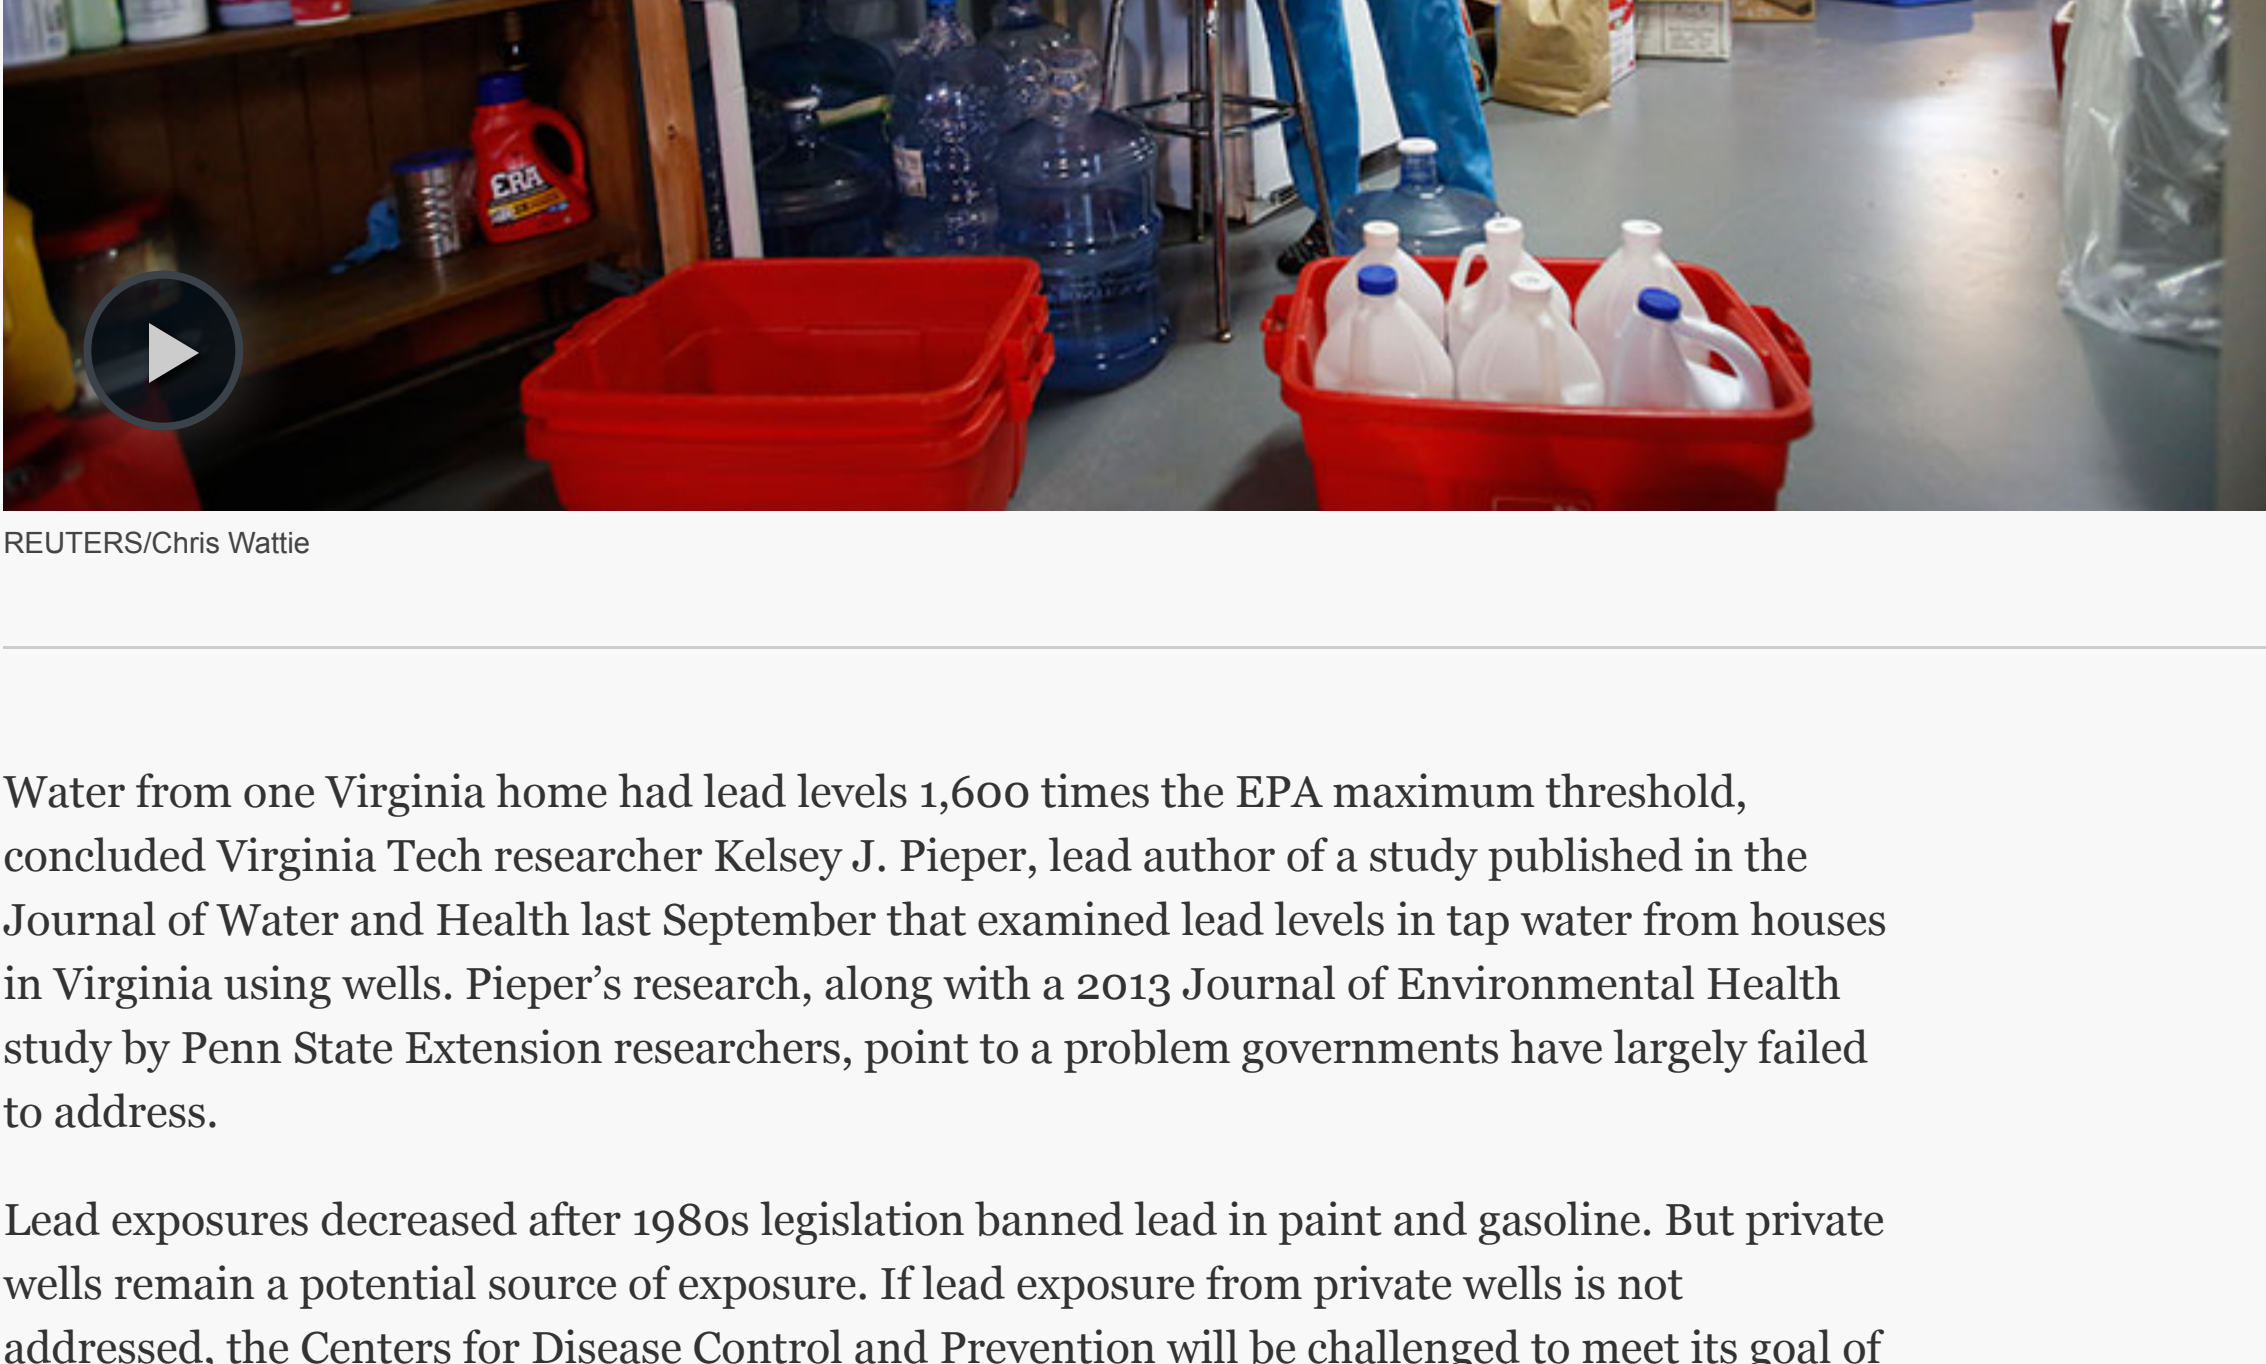 ERA
REUTERS/Chris Wattie
Water from one Virginia home had lead levels 1,600 times the EPA maximum threshold,
concluded Virginia Tech researcher Kelsey J. Pieper, lead author of a study published in the
Journal of Water and Health last September that examined lead levels in tap water from houses
in Virginia using wells. Pieper’s research, along with a 2013 Journal of Environmental Health
study by Penn State Extension researchers, point to a problem governments have largely failed
to address.
Lead exposures decreased after 1980s legislation banned lead in paint and gasoline. But private
wells remain a potential source of exposure. If lead exposure from private wells is not
addressed, the Centers for Disease Control and Prevention will be challenged to meet its goal of